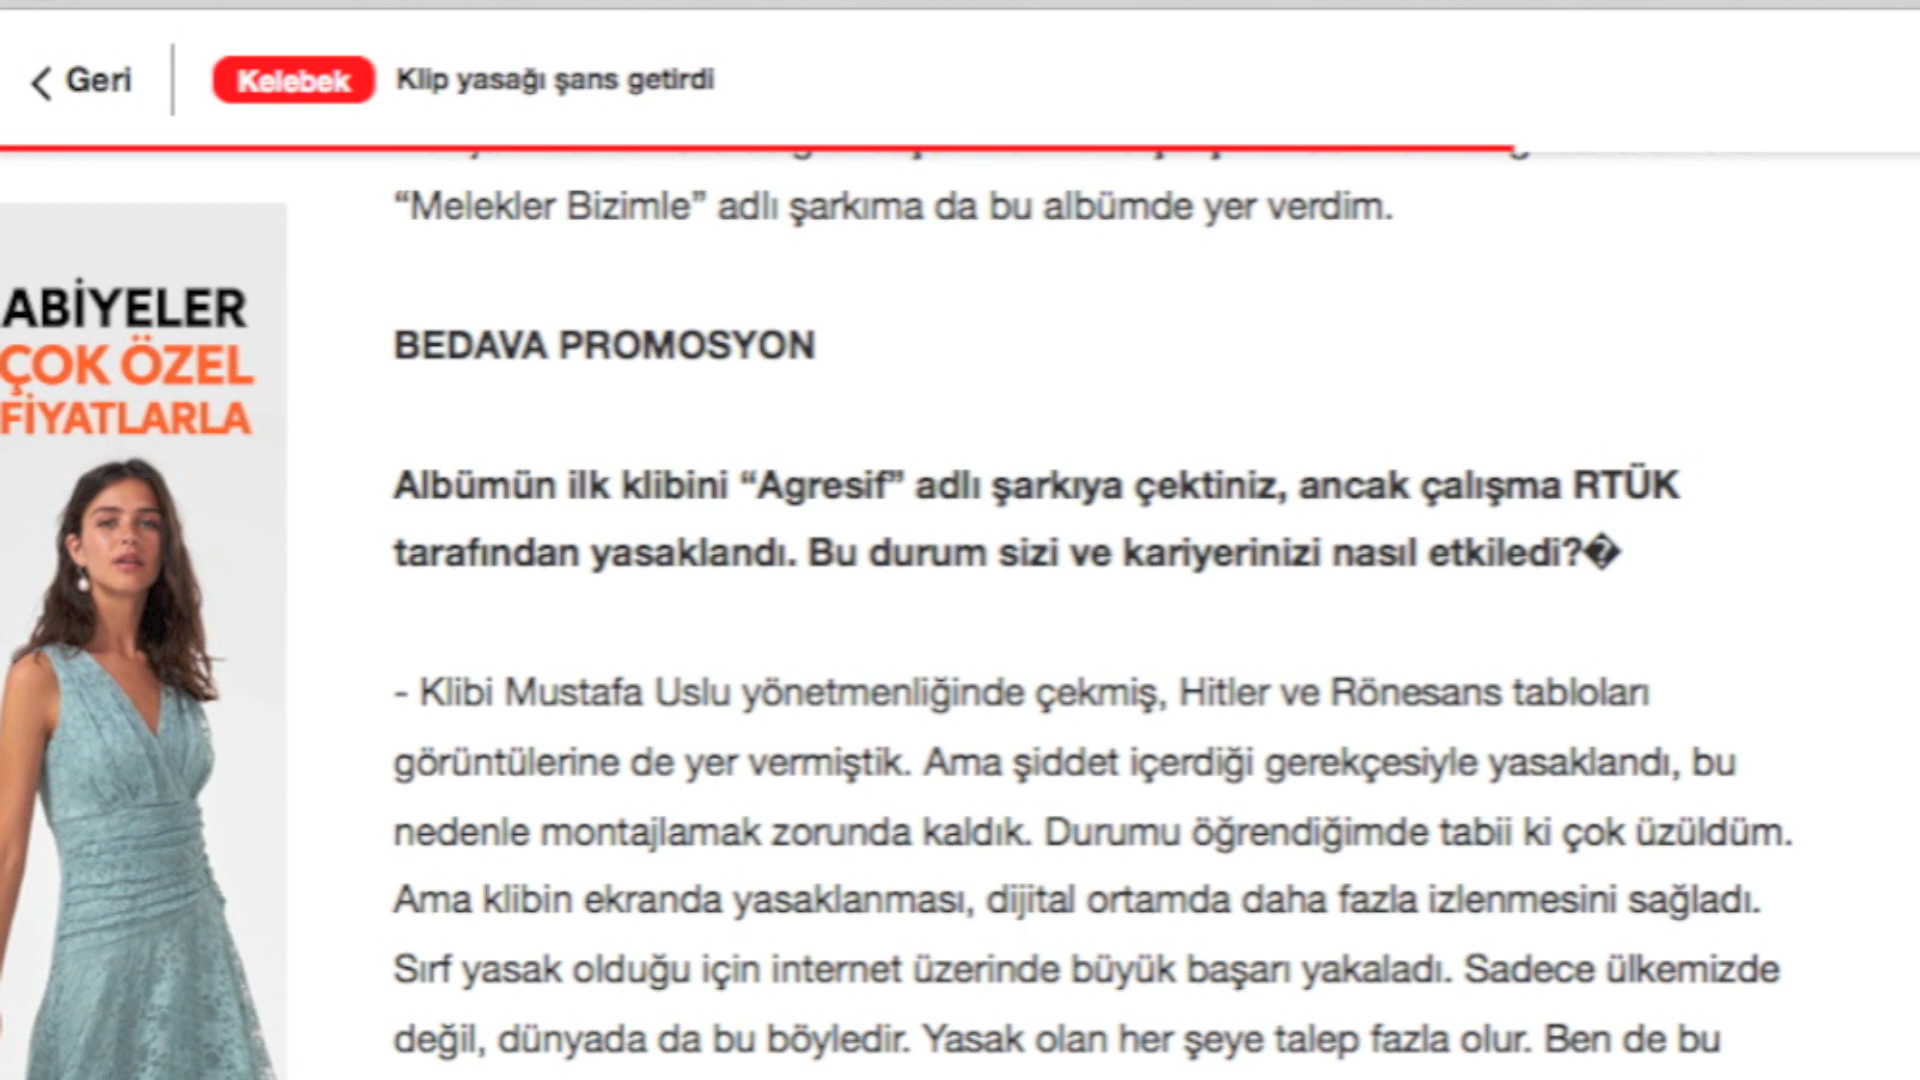 Geri
Kelebek
Klip yasağı şans getirdi
“Melekler Bizimle” adlı şarkıma da bu albümde yer verdim.
ABİYELER
ÇOK ÖZEL
FİYATLARLA
BEDAVA PROMOSYON
Albümün ilk klibini “Agresif” adlı şarkıya çektiniz, ancak çalışma RTÜK
tarafından yasaklandı. Bu durum sizi ve kariyerinizi nasıl etkiledi?�
- Klibi Mustafa Uslu yönetmenliğinde çekmiş, Hitler ve Rönesans tabloları
görüntülerine de yer vermiştik. Ama şiddet içerdiği gerekçesiyle yasaklandı, bu
nedenle montajlamak zorunda kaldık. Durumu öğrendiğimde tabii ki çok üzüldüm.
Ama klibin ekranda yasaklanması, dijital ortamda daha fazla izlenmesini sağladı.
Sırf yasak olduğu için internet üzerinde büyük başarı yakaladı. Sadece ülkemizde
değil, dünyada da bu böyledir. Yasak olan her şeye talep fazla olur. Ben de bu